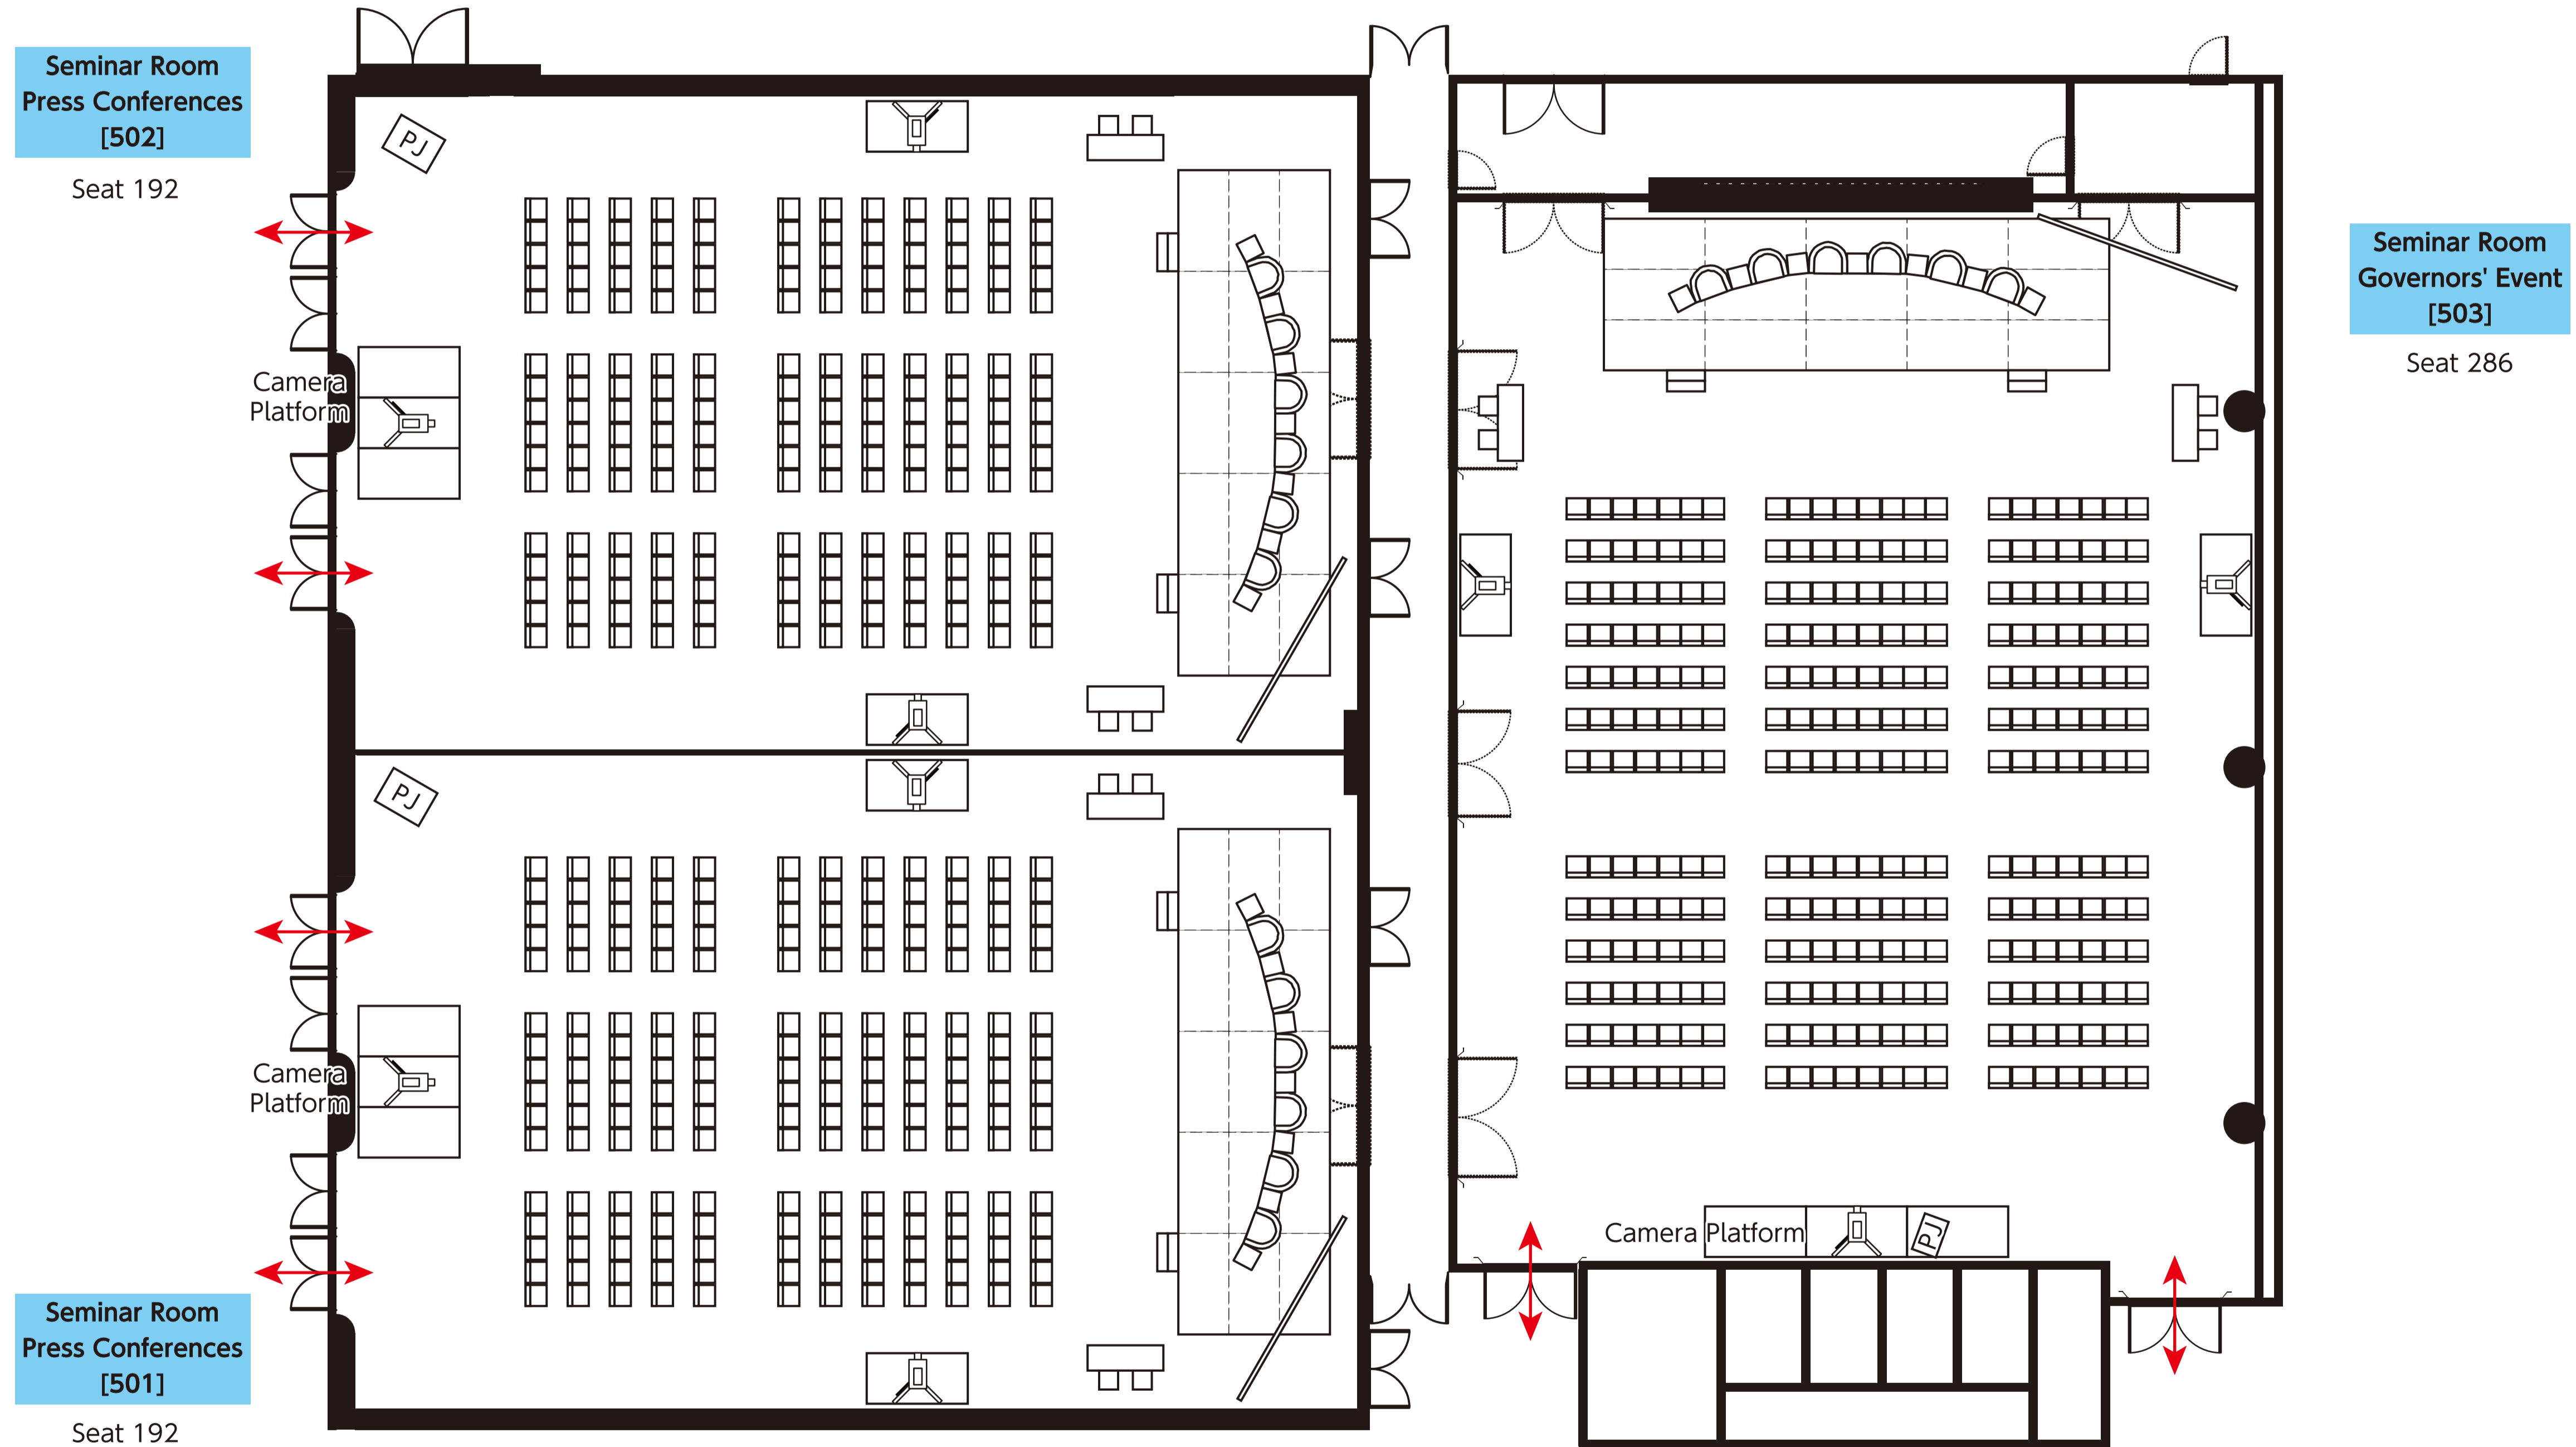 Seminar Room
Press Conferences
[502]
Seat 192
PJ
Camera
Platform
Seminar Room
Governors' Event
[503]
Seat 286
PJ
Camera
Platform
Camera Platform
PJ
Seminar Room
Press Conferences
[501]
Seat 192